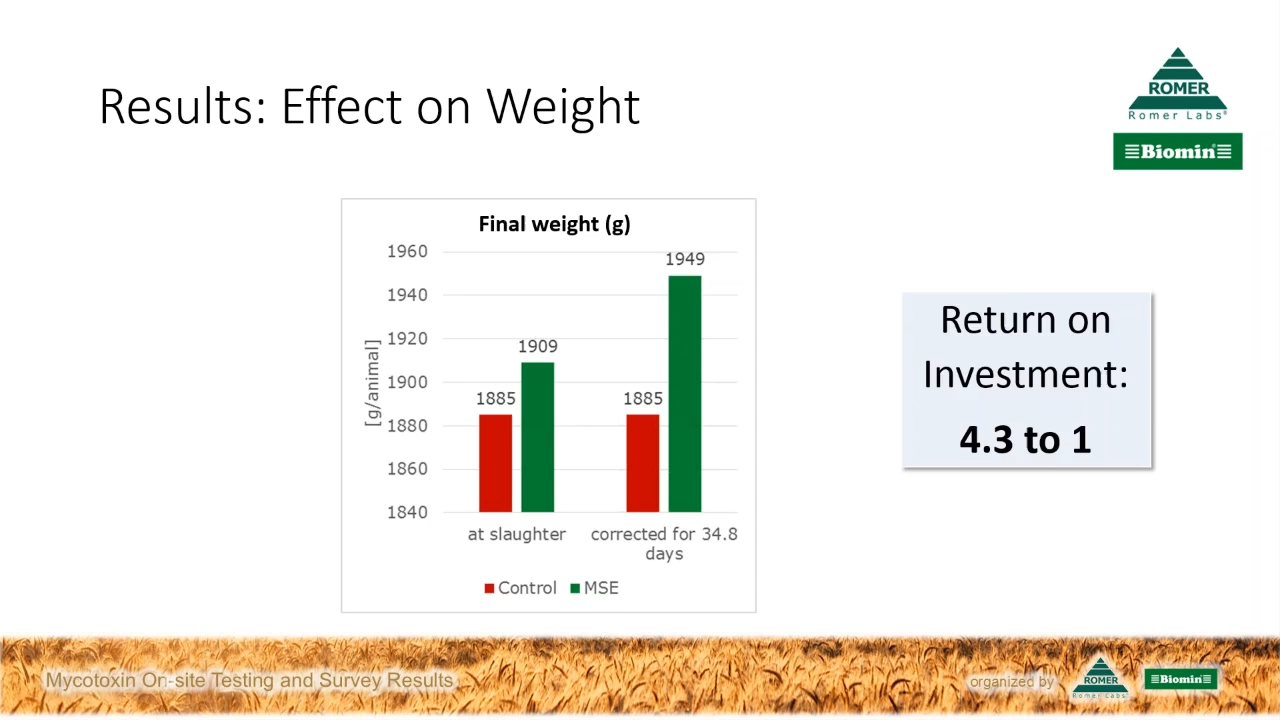 Results: Effect on Weight
ROMER
Romer Labs®
Biomin®
Final weight (g)
1960
1940
1920
1900
1880
1860
1840
[g/animal]
1885
1909
1885
1949
at slaughter
corrected for 34.8
days
Control
MSE
Return on
Investment:
4.3 to 1
Mycotoxin On-site Testing and Survey Results
organized by
ROMER
Romer Labs®
Biomin